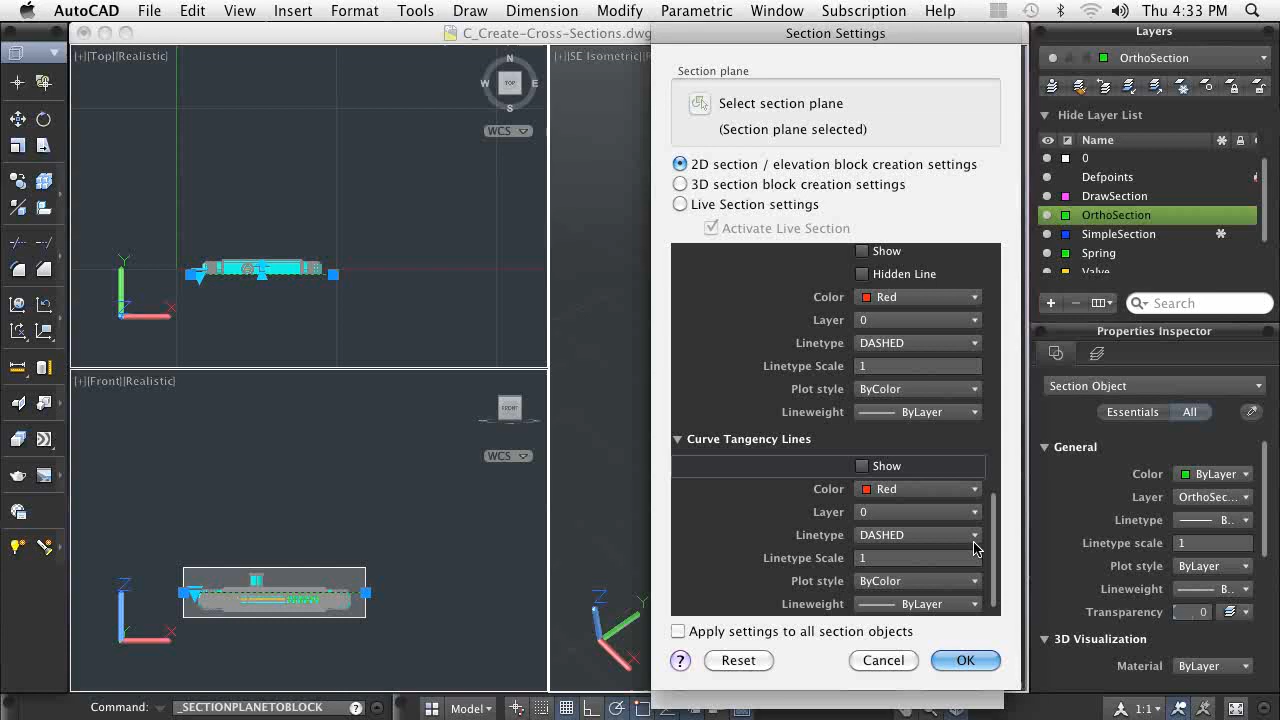 AutoCAD File Edit View Insert Format Tools Draw Dimension Modify Parametric Window Subscription Help Thu 4:33 PM
C_Create-Cross-Sections.dwg
Section Settings
Layers
[+][Top][Realistic]
[+][SE Isometric][R
N
W TOP E
S
WCS
Section plane
Select section plane
(Section plane selected)
2D section / elevation block creation settings
3D section block creation settings
Live Section settings
Activate Live Section
Show
Hidden Line
Color Red
Layer 0
Linetype DASHED
Linetype Scale 1
Plot style ByColor
Lineweight ByLayer
Curve Tangency Lines
Show
Color Red
Layer 0
Linetype DASHED
Linetype Scale 1
Plot style ByColor
Lineweight ByLayer
Apply settings to all section objects
? Reset Cancel OK
OrthoSection
Hide Layer List
Name
0
Defpoints
DrawSection
OrthoSection
SimpleSection
Spring
Valve
+ − Search
Properties Inspector
Section Object
Essentials All
General
Color ByLayer
Layer OrthoSec...
Linetype B..
Linetype scale 1
Plot style ByLayer
Lineweight B..
Transparency 0
3D Visualization
Material ByLayer
Y
Z X
[+][Front][Realistic]
FRONT
WCS
Z
X
Z Y
X
Command: _SECTIONPLANETOBLOCK ?
Model
1:1